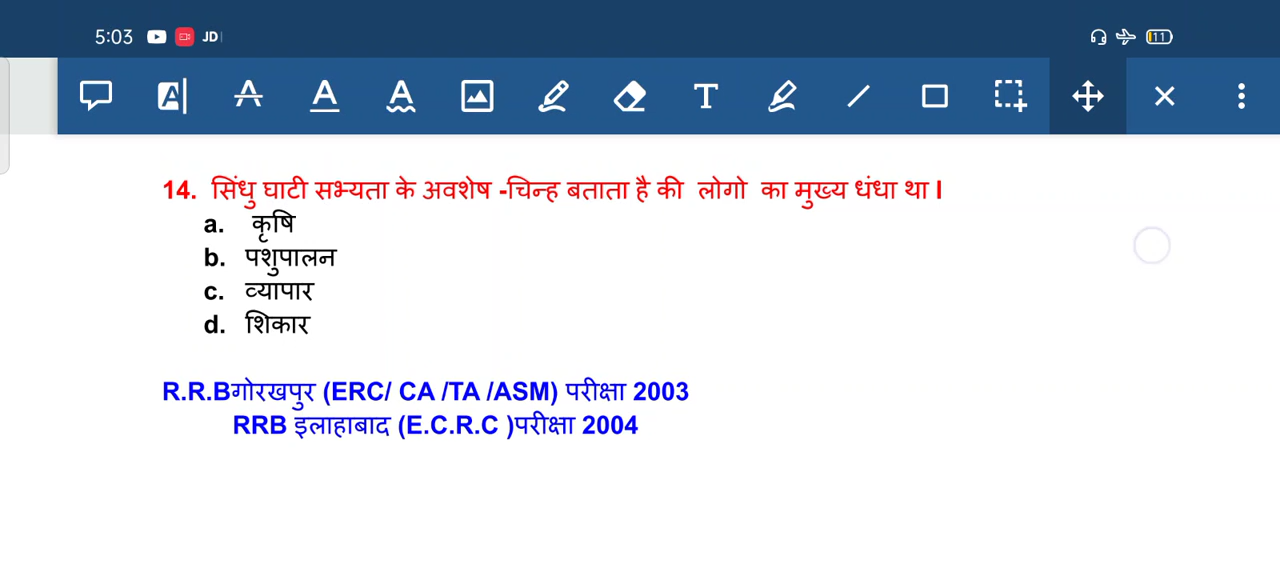 5:03 JD
11
A A A A T
14. सिंधु घाटी सभ्यता के अवशेष -चिन्ह बताता है की लोगो का मुख्य धंधा था I
a. कृषि
b. पशुपालन
c. व्यापार
d. शिकार
R.R.Bगोरखपुर (ERC/ CA /TA /ASM) परीक्षा 2003
RRB इलाहाबाद (E.C.R.C )परीक्षा 2004